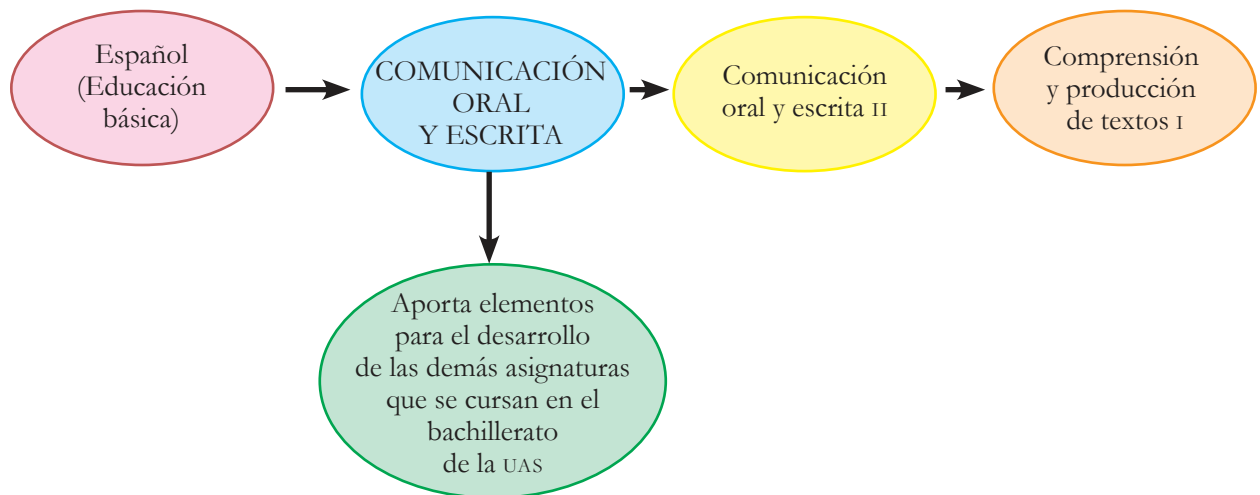 Español
(Educación
básica)
COMUNICACIÓN
ORAL
Y ESCRITA
Comunicación
oral y escrita II
Comprensión
y producción
de textos I
Aporta elementos
para el desarrollo
de las demás asignaturas
que se cursan en el
bachillerato
de la UAS